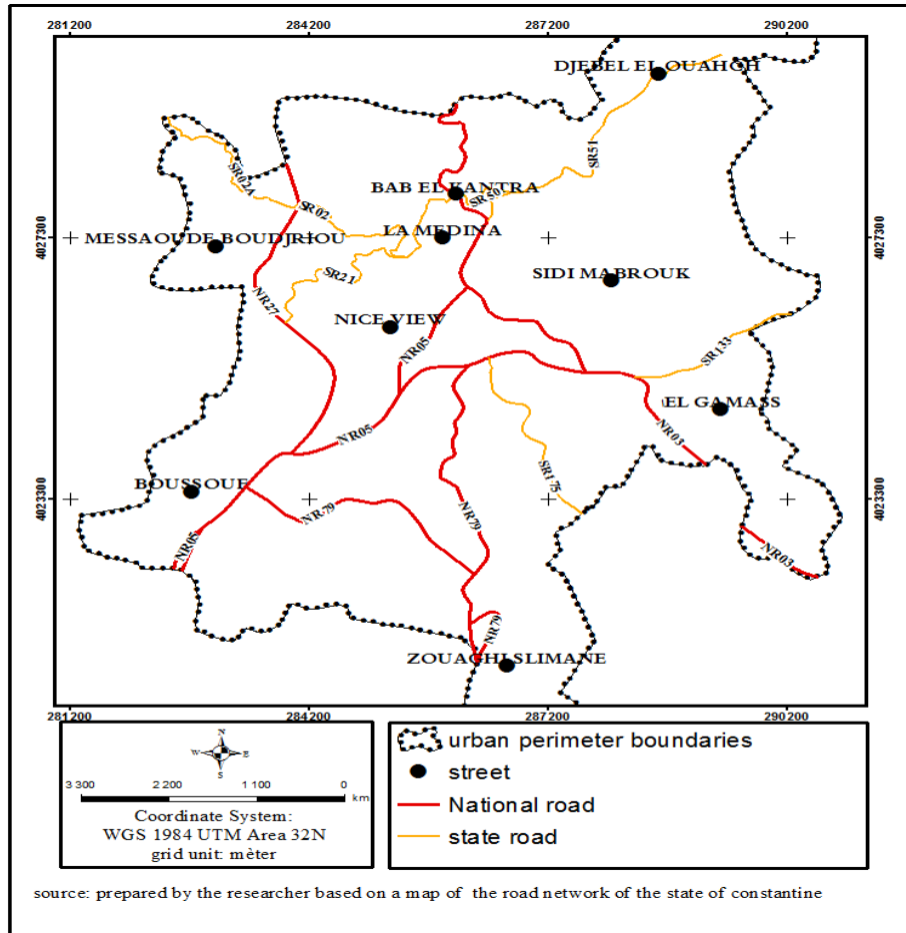 281200 284200 287200 290200
DJEBEL EL OUAHCH
SR51
SR024
BAB EL KANTRA
SR50
SR02
4027300 4027300
MESSAOUDE BOUDJRIOU
LA MEDINA
SR21
SIDI MABROUK
NR27
NICE VIEW
NR05
SR133
EL GAMASS
NR05
NR03
BOUSSOUF
SR175
4023300 4023300
NR79
NR79
NR05
NR03
NR79
ZOUAGHI SLIMANE
281200 284200 287200 290200
N
W E
S
3 300 2 200 1 100 0
km
Coordinate System:
WGS 1984 UTM Area 32N
grid unit: mèter
urban perimeter boundaries
street
National road
state road
source: prepared by the researcher based on a map of the road network of the state of constantine